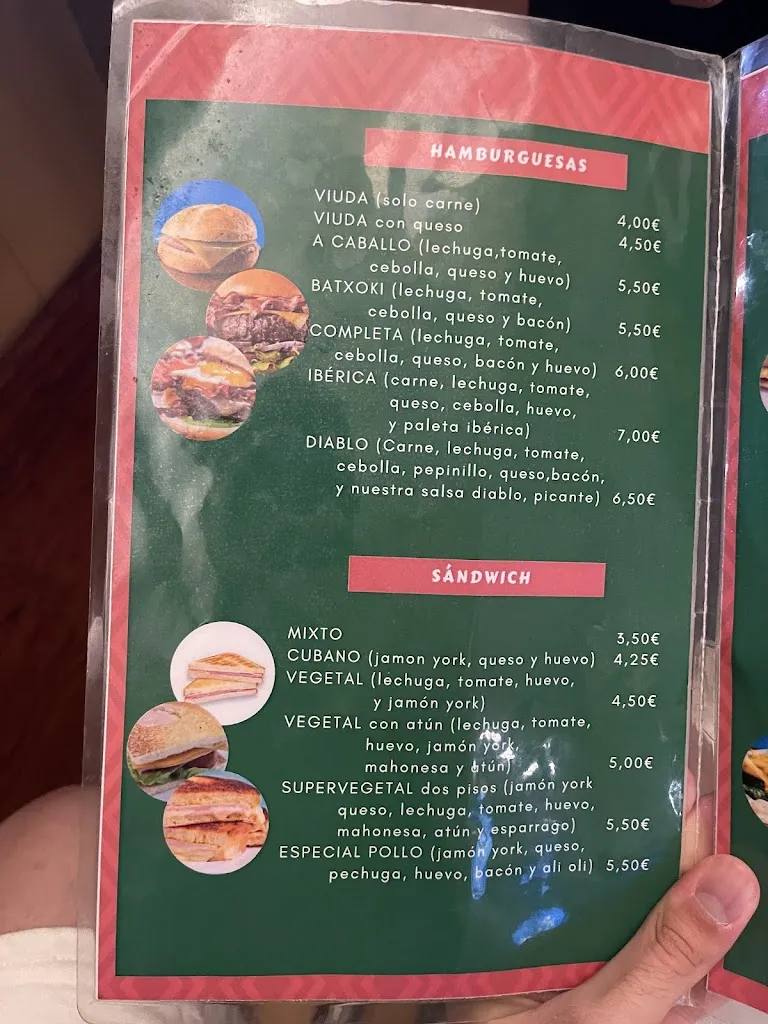 HAMBURGUESAS
VIUDA (solo carne) 4,00€
VIUDA con queso 4,50€
A CABALLO (lechuga,tomate,
cebolla, queso y huevo) 5,50€
BATXOKI (lechuga, tomate,
cebolla, queso y bacón) 5,50€
COMPLETA (lechuga, tomate,
cebolla, queso, bacón y huevo) 6,00€
IBÉRICA (carne, lechuga, tomate,
queso, cebolla, huevo,
y paleta ibérica) 7,00€
DIABLO (Carne, lechuga, tomate,
cebolla, pepinillo, queso,bacón,
y nuestra salsa diablo, picante) 6,50€
SÁNDWICH
MIXTO 3,50€
CUBANO (jamon york, queso y huevo) 4,25€
VEGETAL (lechuga, tomate, huevo,
y jamón york) 4,50€
VEGETAL con atún (lechuga, tomate,
huevo, jamón york,
mahonesa y atún) 5,00€
SUPERVEGETAL dos pisos (jamón york
queso, lechuga, tomate, huevo,
mahonesa, atún y esparrago) 5,50€
ESPECIAL POLLO (jamón york, queso,
pechuga, huevo, bacón y ali oli) 5,50€